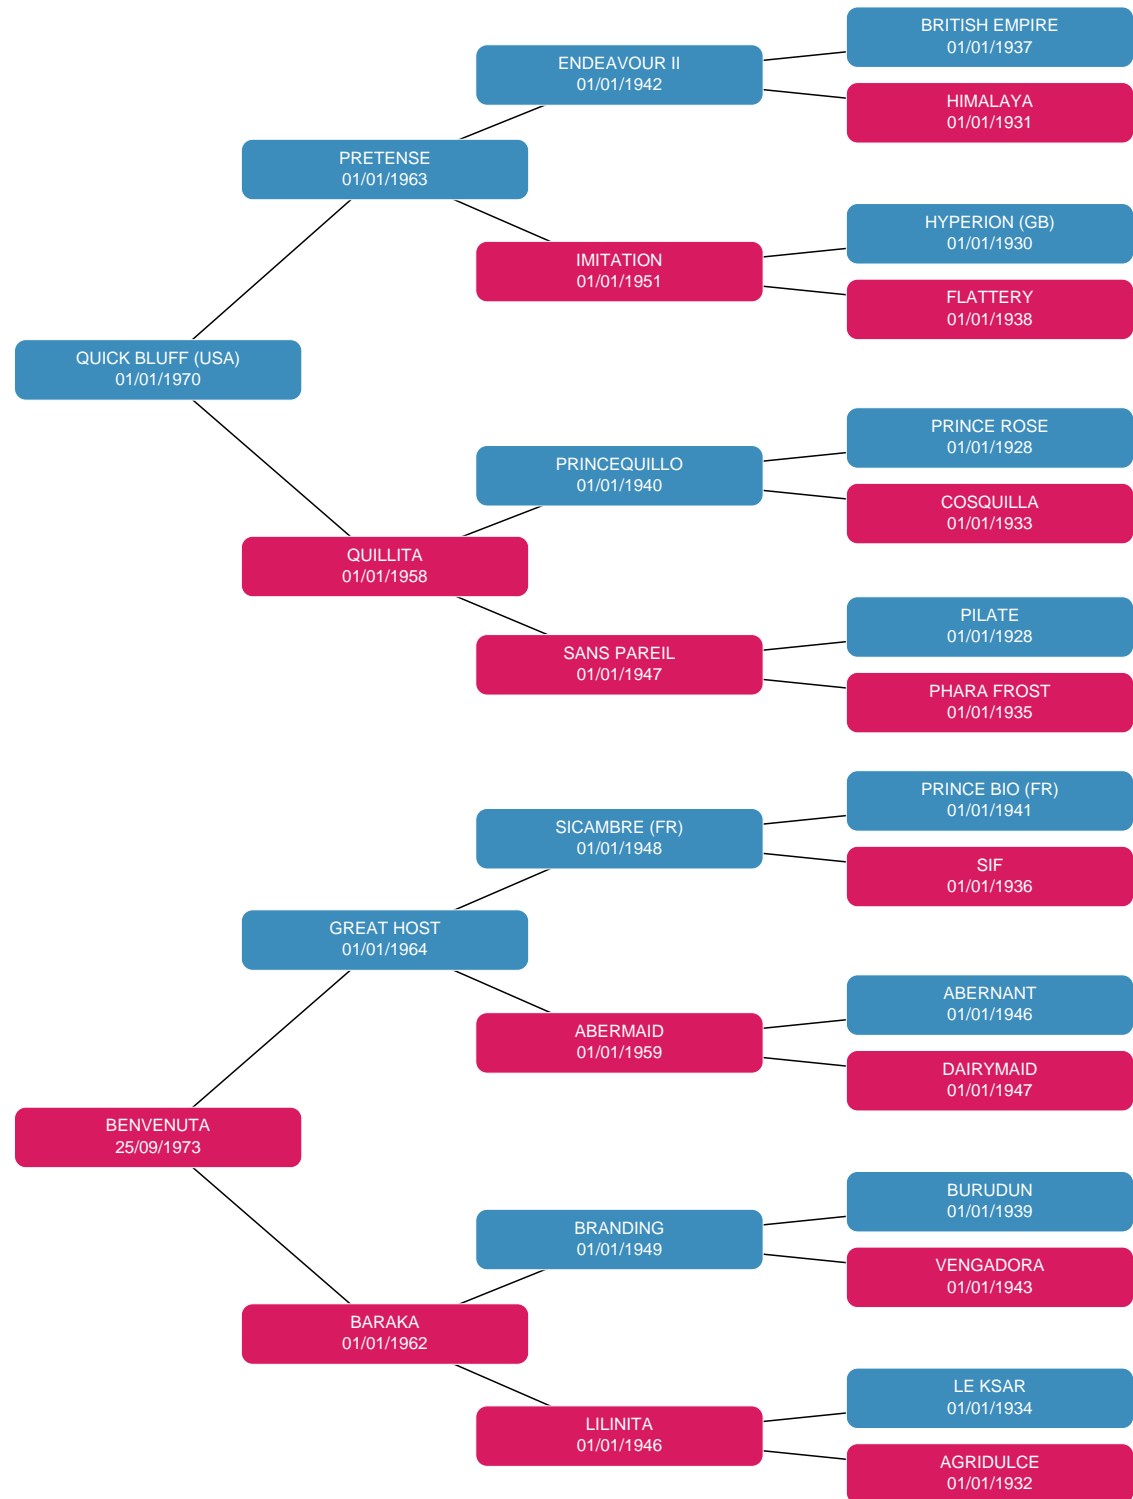 BRITISH EMPIRE
01/01/1937
ENDEAVOUR II
01/01/1942
HIMALAYA
01/01/1931
PRETENSE
01/01/1963
HYPERION (GB)
01/01/1930
IMITATION
01/01/1951
FLATTERY
01/01/1938
QUICK BLUFF (USA)
01/01/1970
PRINCE ROSE
01/01/1928
PRINCEQUILLO
01/01/1940
COSQUILLA
01/01/1933
QUILLITA
01/01/1958
PILATE
01/01/1928
SANS PAREIL
01/01/1947
PHARA FROST
01/01/1935
PRINCE BIO (FR)
01/01/1941
SICAMBRE (FR)
01/01/1948
SIF
01/01/1936
GREAT HOST
01/01/1964
ABERNANT
01/01/1946
ABERMAID
01/01/1959
DAIRYMAID
01/01/1947
BENVENUTA
25/09/1973
BURUDUN
01/01/1939
BRANDING
01/01/1949
VENGADORA
01/01/1943
BARAKA
01/01/1962
LE KSAR
01/01/1934
LILINITA
01/01/1946
AGRIDULCE
01/01/1932